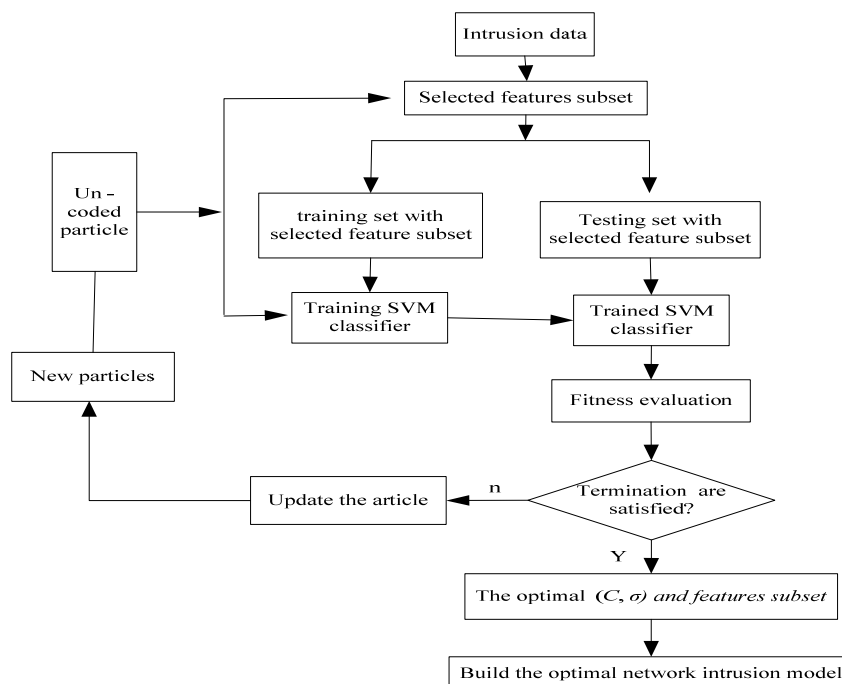 Intrusion data
Selected features subset
Un -
coded
particle
training set with
selected feature subset
Testing set with
selected feature subset
Training SVM
classifier
Trained SVM
classifier
New particles
Fitness evaluation
Update the article
n
Termination are
satisfied?
Y
The optimal (C, σ) and features subset
Build the optimal network intrusion model